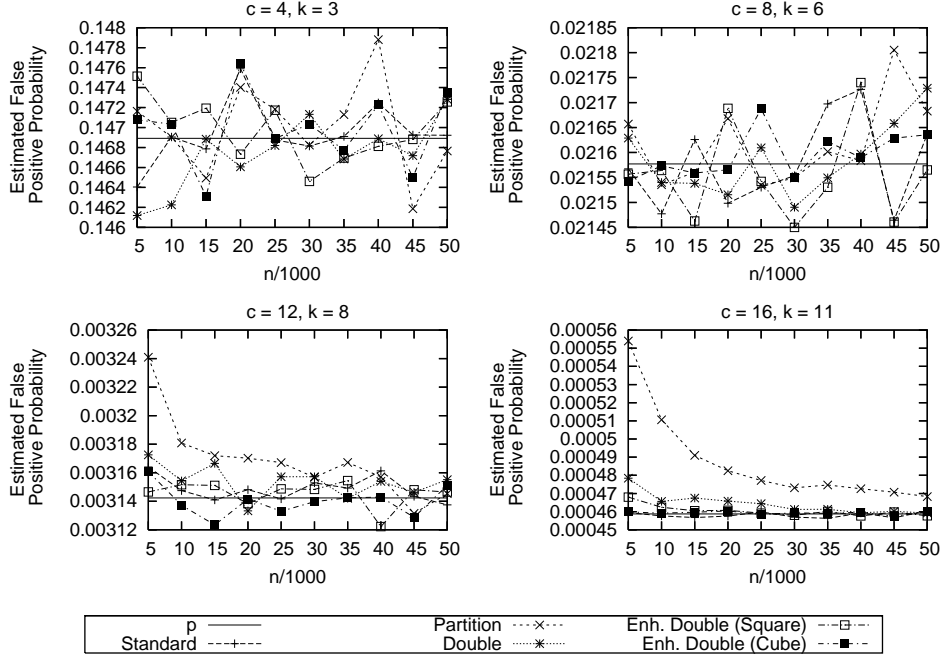 c = 4, k = 3
Estimated False
Positive Probability
0.148
0.1478
0.1476
0.1474
0.1472
0.147
0.1468
0.1466
0.1464
0.1462
0.146
5 10 15 20 25 30 35 40 45 50
n/1000
c = 8, k = 6
Estimated False
Positive Probability
0.02185
0.02175
0.0217
0.02165
0.0216
0.02155
0.0215
0.02145
5 10 15 20 25 30 35 40 45 50
n/1000
c = 12, k = 8
Estimated False
Positive Probability
0.00326
0.00324
0.0032
0.00318
0.00316
0.00314
0.00312
5 10 15 20 25 30 35 40 45 50
n/1000
c = 16, k = 11
Estimated False
Positive Probability
0.00056
0.00055
0.00054
0.00053
0.00052
0.00051
0.0005
0.00049
0.00048
0.00047
0.00046
0.00045
5 10 15 20 25 30 35 40 45 50
n/1000
p Partition Enh. Double (Square)
Standard Double Enh. Double (Cube)